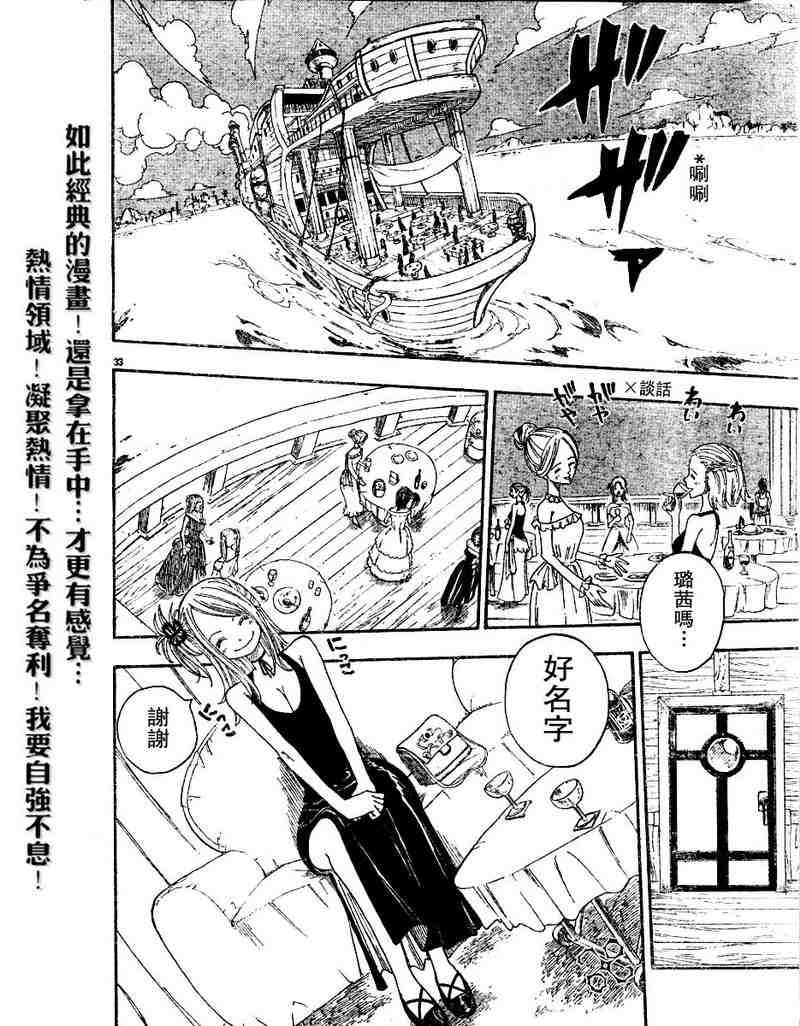 ザザァ
*唰唰
33
わい
わい
×談話
ガヤ
ガヤ
璐茜嗎…
好名字
にっこ
にこっ
謝謝
如此經典的漫畫！還是拿在手中…才更有感覺…
熱情領域！凝聚熱情！不為爭名奪利！我要自強不息！